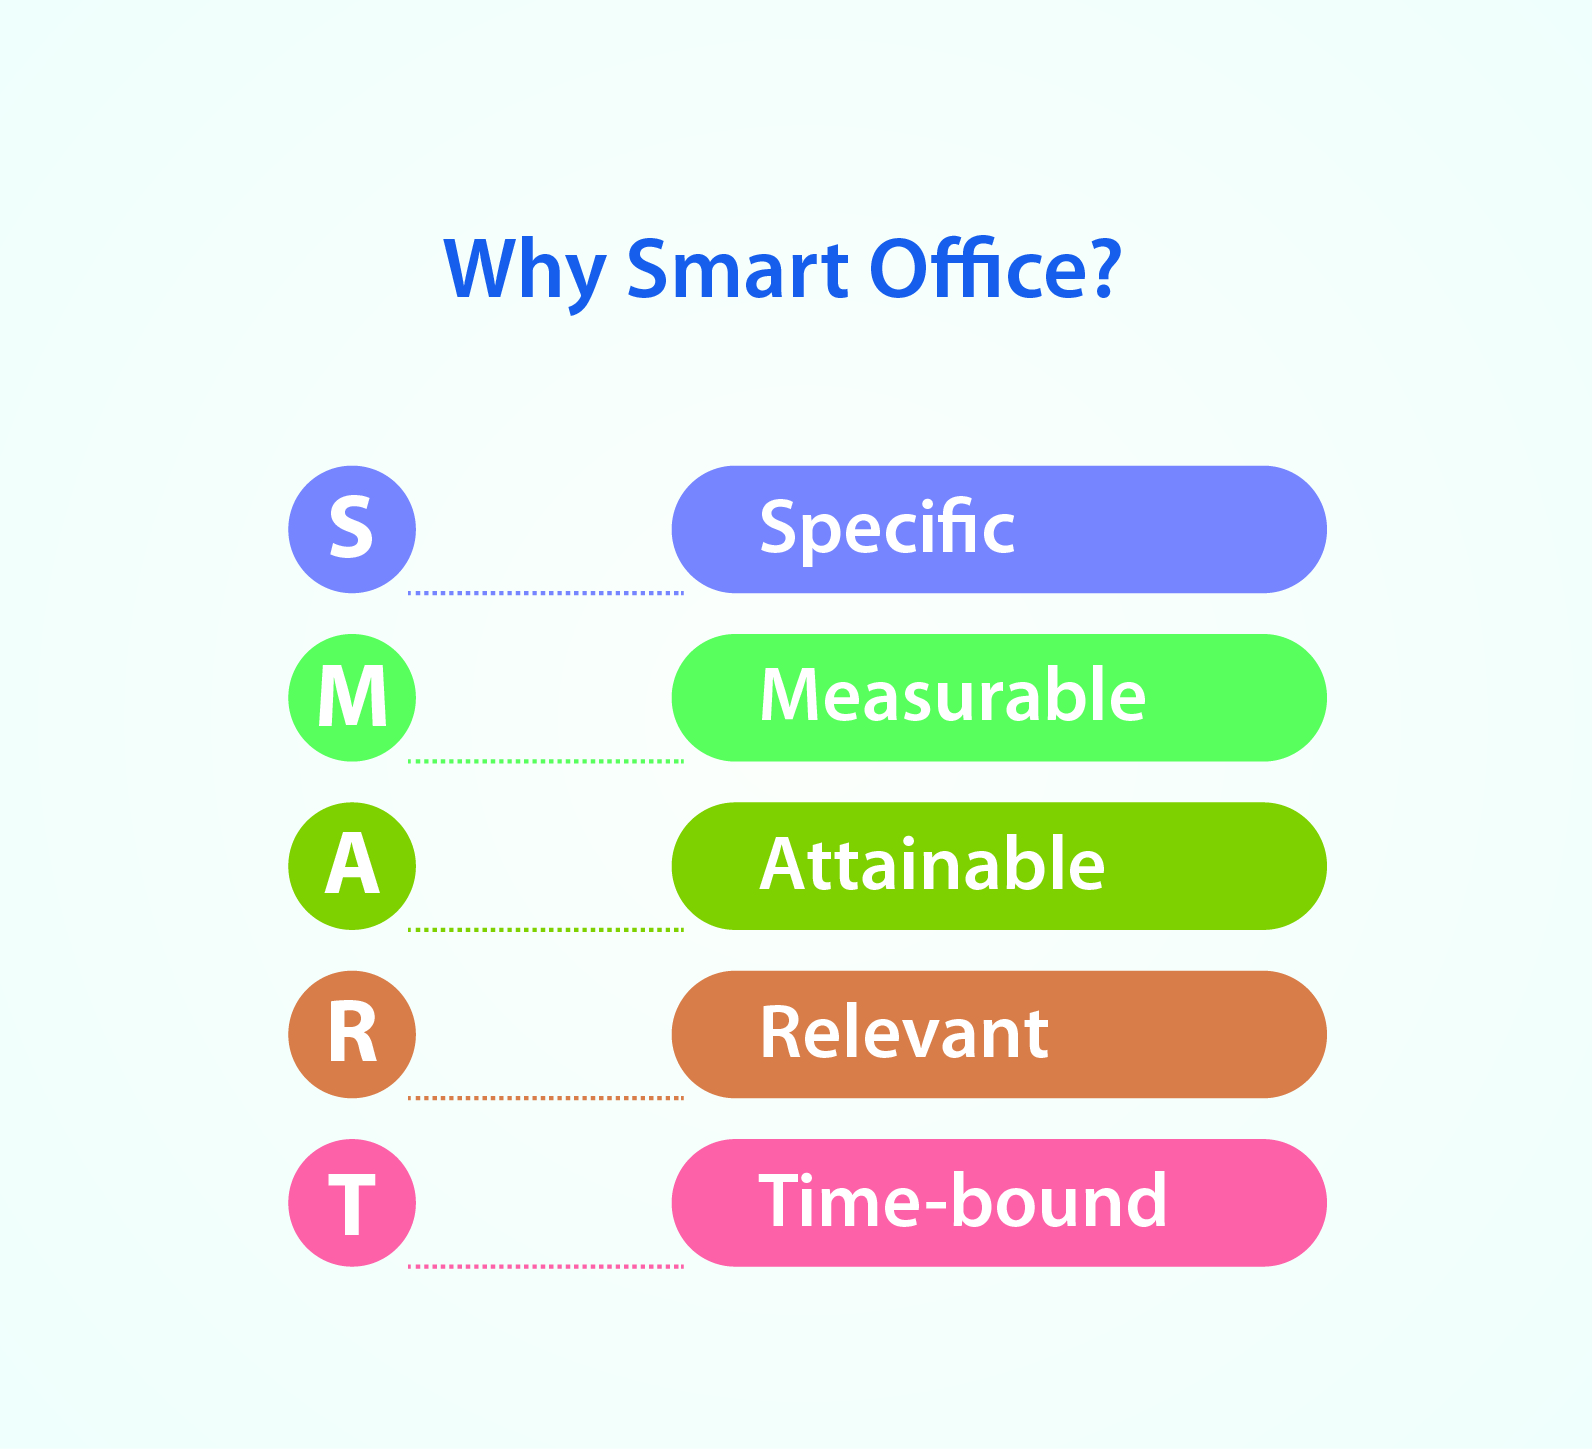 Why Smart Office?
S Specific
M Measurable
A Attainable
R Relevant
T Time-bound